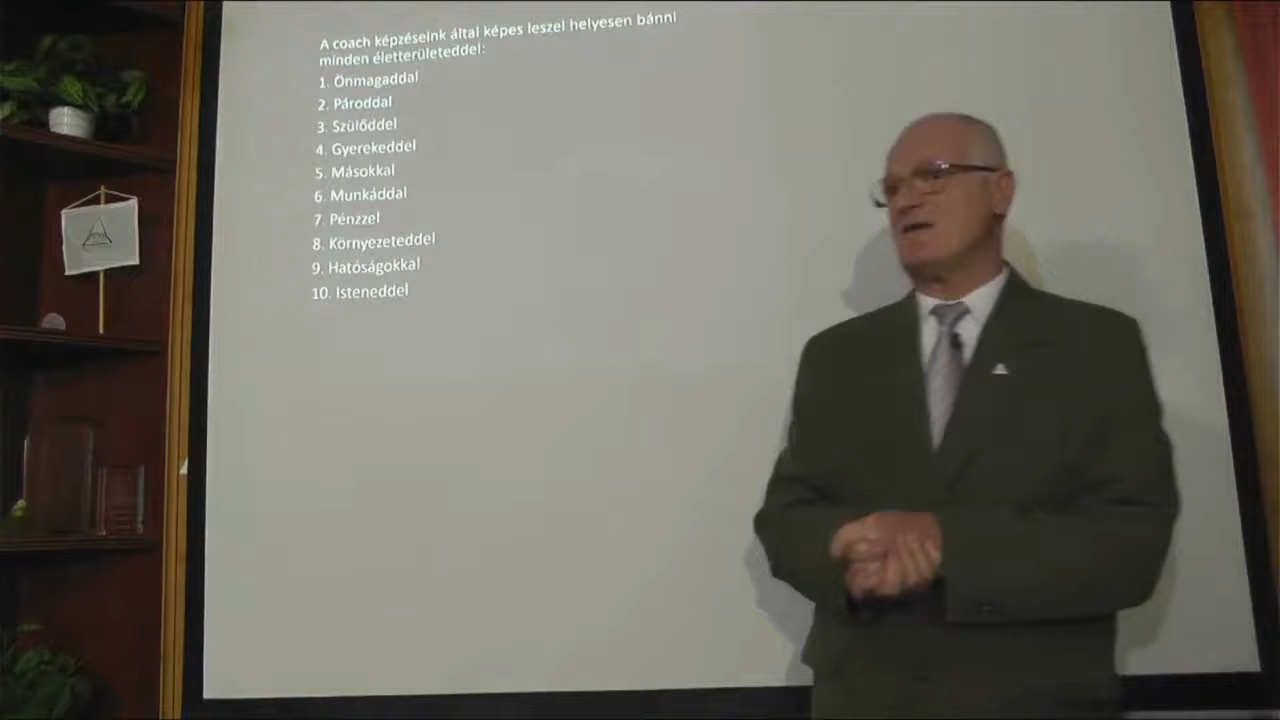 A coach képzéseink által képes leszel helyesen bánni
minden életterületeddel:
1. Önmagaddal
2. Pároddal
3. Szülőddel
4. Gyerekeddel
5. Másokkal
6. Munkáddal
7. Pénzzel
8. Környezeteddel
9. Hatóságokkal
10. Isteneddel